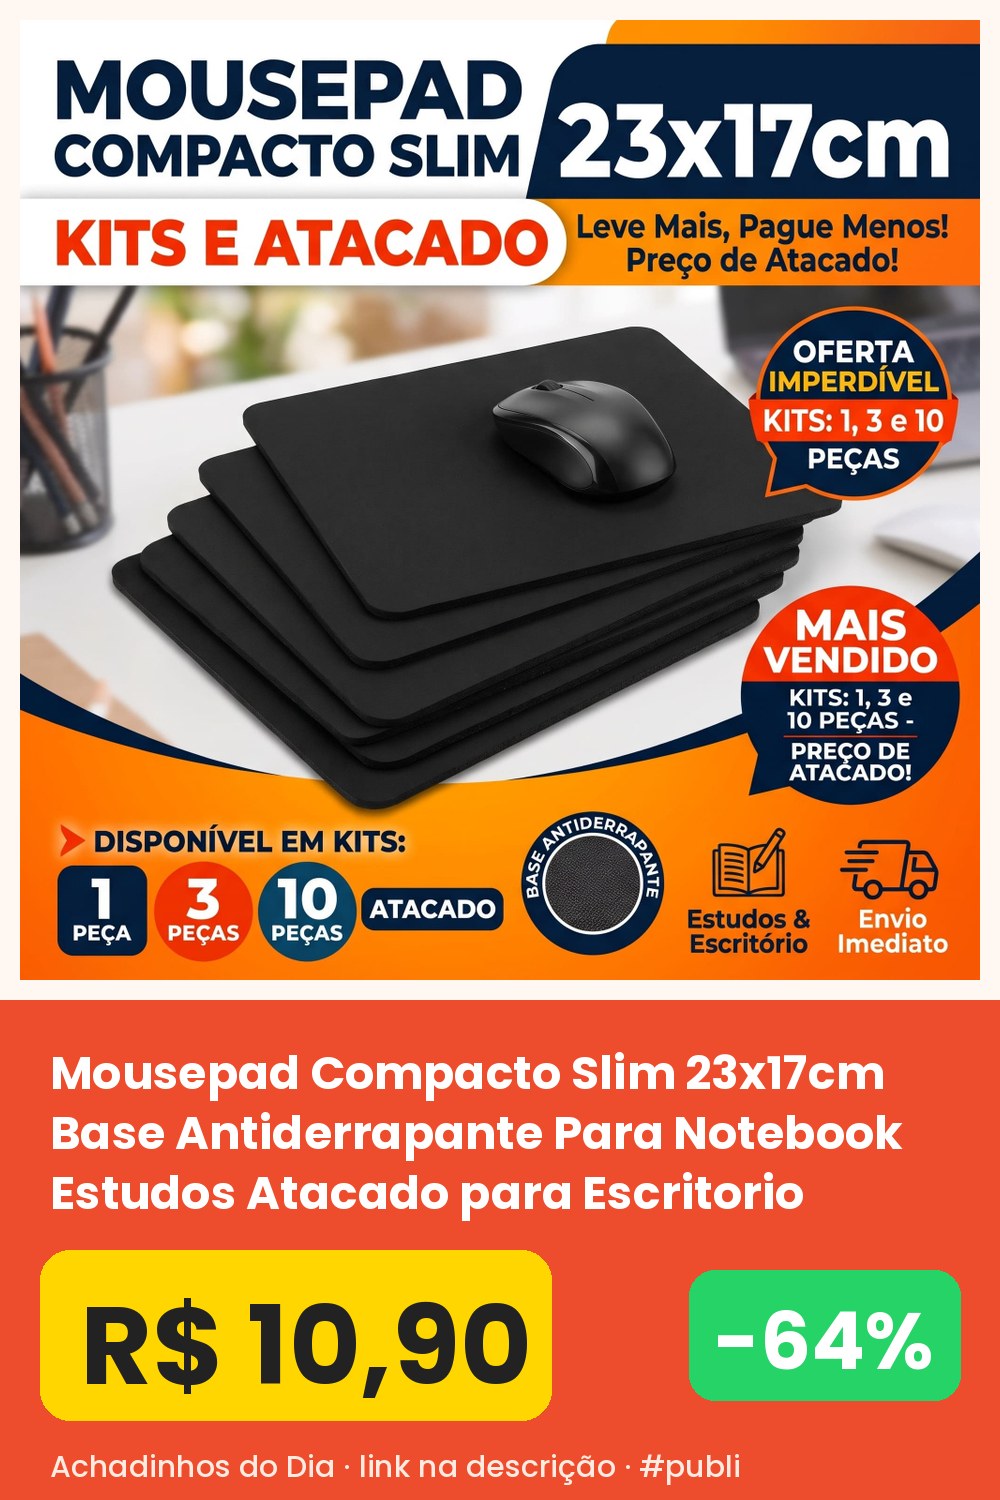 MOUSEPAD
COMPACTO SLIM
23x17cm
KITS E ATACADO
Leve Mais, Pague Menos!
Preço de Atacado!
OFERTA
IMPERDÍVEL
KITS: 1, 3 e 10
PEÇAS
MAIS
VENDIDO
KITS: 1, 3 e
10 PEÇAS -
PREÇO DE
ATACADO!
DISPONÍVEL EM KITS:
1
PEÇA
3
PEÇAS
10
PEÇAS
ATACADO
BASE ANTIDERRAPANTE
Estudos &
Escritório
Envio
Imediato
Mousepad Compacto Slim 23x17cm
Base Antiderrapante Para Notebook
Estudos Atacado para Escritorio
R$ 10,90
-64%
Achadinhos do Dia · link na descrição · #publi